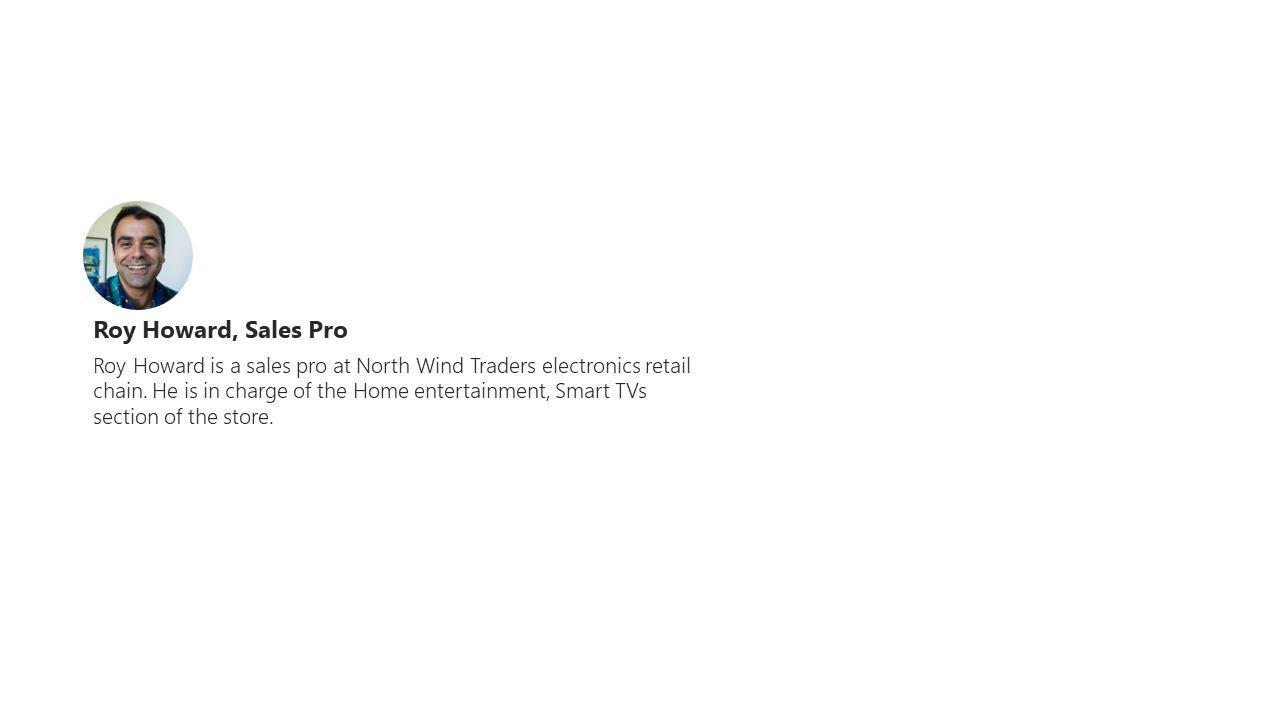 Roy Howard, Sales Pro
Roy Howard is a sales pro at North Wind Traders electronics retail
chain. He is in charge of the Home entertainment, Smart TVs
section of the store.